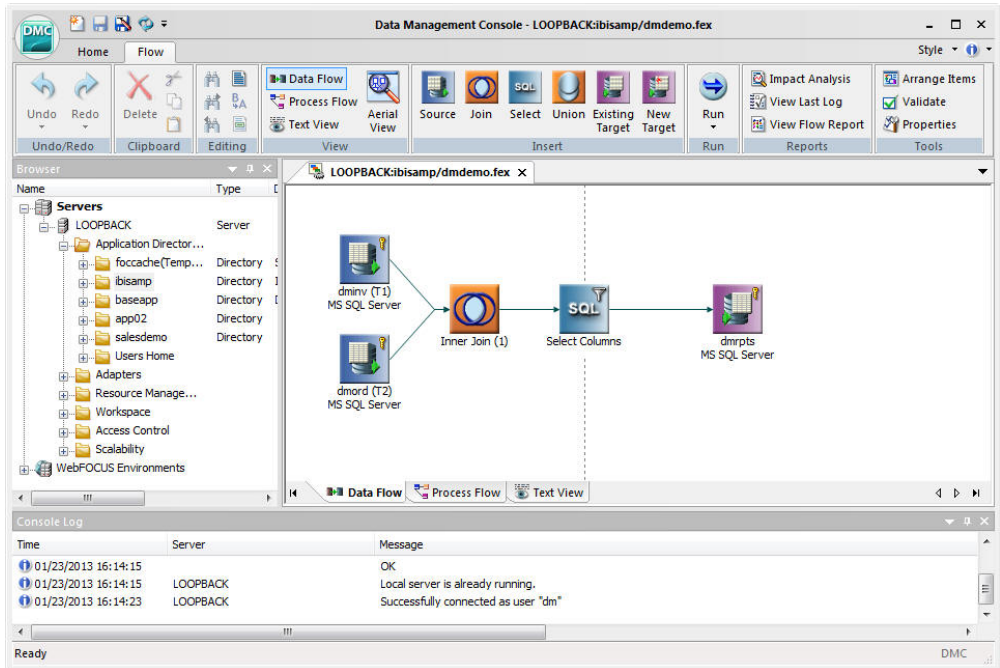 DMC
Data Management Console - LOOPBACK:ibisamp/dmdemo.fex
Home
Flow
Style
Undo
Redo
Undo/Redo
Delete
Clipboard
Editing
Data Flow
Process Flow
Text View
Aerial
View
View
Source
Join
SQL
Select
Union
Existing
Target
New
Target
Insert
Run
Run
Impact Analysis
View Last Log
View Flow Report
Reports
Arrange Items
Validate
Properties
Tools
Browser
Name Type
Servers
LOOPBACK Server
Application Director...
foccache(Temp... Directory
ibisamp Directory
baseapp Directory
app02 Directory
salesdemo Directory
Users Home
Adapters
Resource Manage...
Workspace
Access Control
Scalability
WebFOCUS Environments
LOOPBACK:ibisamp/dmdemo.fex
dminv (T1)
MS SQL Server
dmord (T2)
MS SQL Server
Inner Join (1)
SQL
Select Columns
dmrpts
MS SQL Server
Data Flow
Process Flow
Text View
Console Log
Time Server Message
01/23/2013 16:14:15 OK
01/23/2013 16:14:15 LOOPBACK Local server is already running.
01/23/2013 16:14:23 LOOPBACK Successfully connected as user "dm"
Ready
DMC